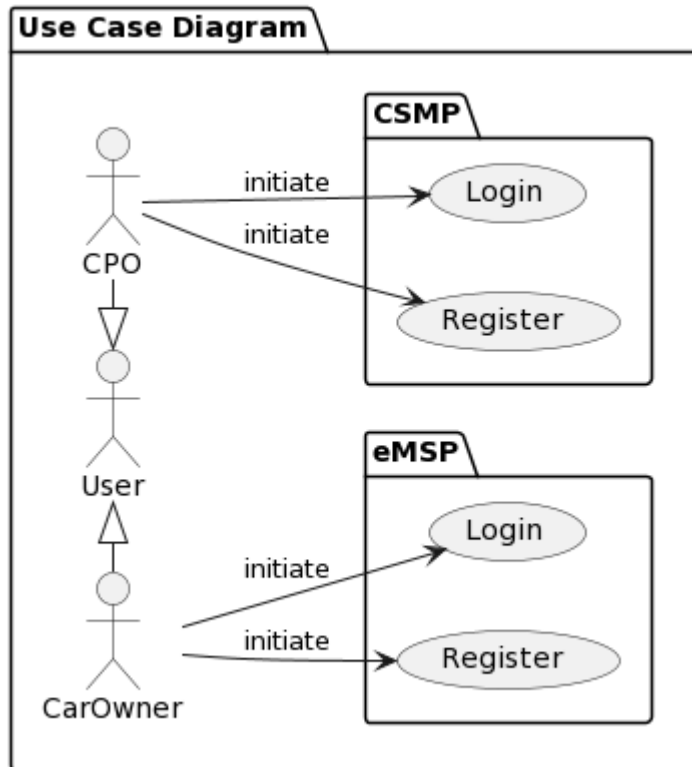 Use Case Diagram
CSMP
initiate
Login
initiate
CPO
Register
User
eMSP
Login
initiate
initiate
Register
CarOwner